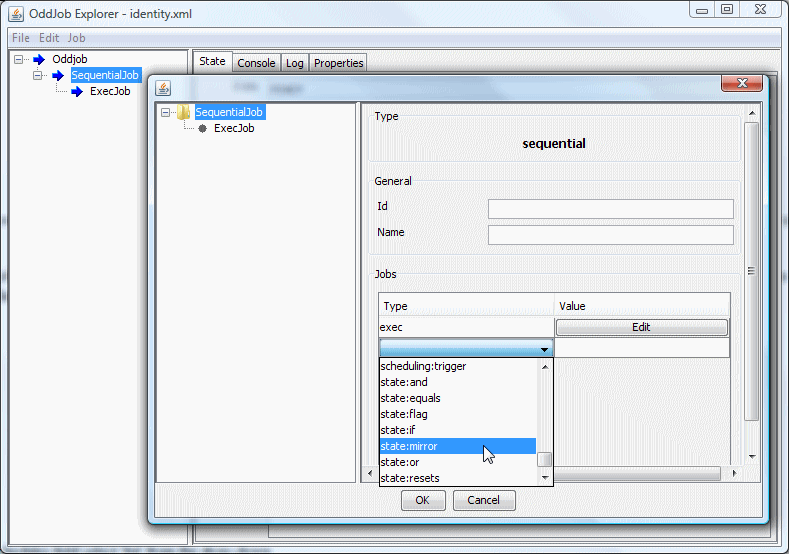 OddJob Explorer - identity.xml
File Edit Job
Oddjob
SequentialJob
ExecJob
State Console Log Properties
SequentialJob
ExecJob
Type
sequential
General
Id
Name
Jobs
Type Value
exec Edit
scheduling:trigger
state:and
state:equals
state:flag
state:if
state:mirror
state:or
state:resets
OK Cancel